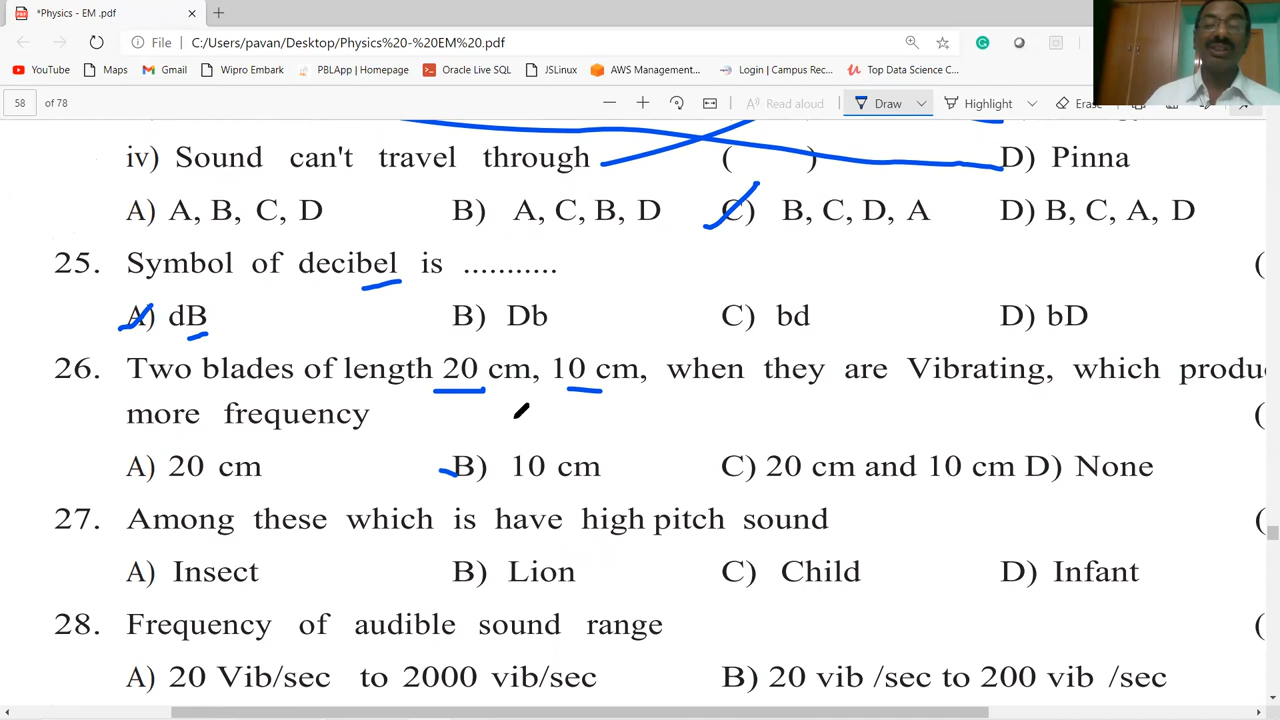 *Physics - EM .pdf
File C:/Users/pavan/Desktop/Physics%20-%20EM%20.pdf
YouTube Maps Gmail Wipro Embark PBLApp | Homepage Oracle Live SQL JSLinux AWS Management... Login | Campus Rec... Top Data Science C...
58 of 78 Read aloud Draw Highlight Erase
iv) Sound can't travel through ( ) D) Pinna
A) A, B, C, D B) A, C, B, D C) B, C, D, A D) B, C, A, D
25. Symbol of decibel is ........... (
A) dB B) Db C) bd D) bD
26. Two blades of length 20 cm, 10 cm, when they are Vibrating, which produ
more frequency (
A) 20 cm B) 10 cm C) 20 cm and 10 cm D) None
27. Among these which is have high pitch sound (
A) Insect B) Lion C) Child D) Infant
28. Frequency of audible sound range (
A) 20 Vib/sec to 2000 vib/sec B) 20 vib /sec to 200 vib /sec